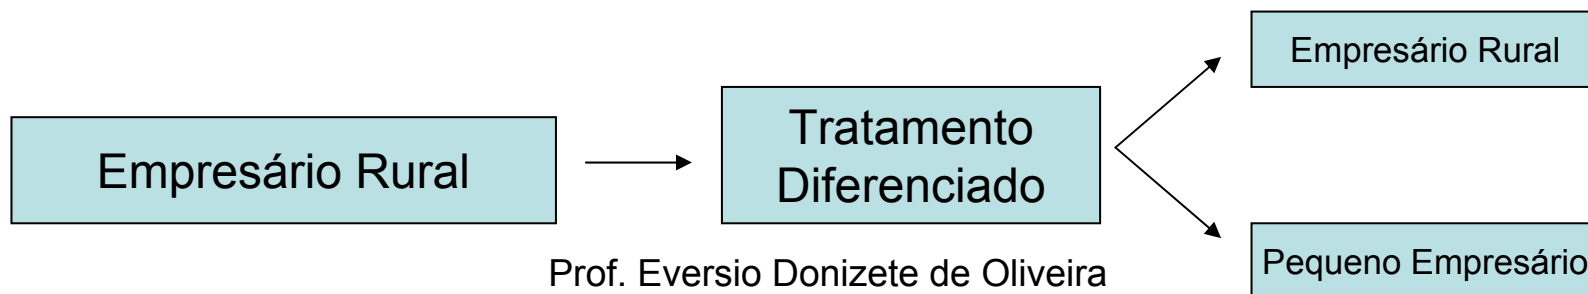 Empresário Rural
Tratamento
Diferenciado
Empresário Rural
Pequeno Empresário
Prof. Eversio Donizete de Oliveira